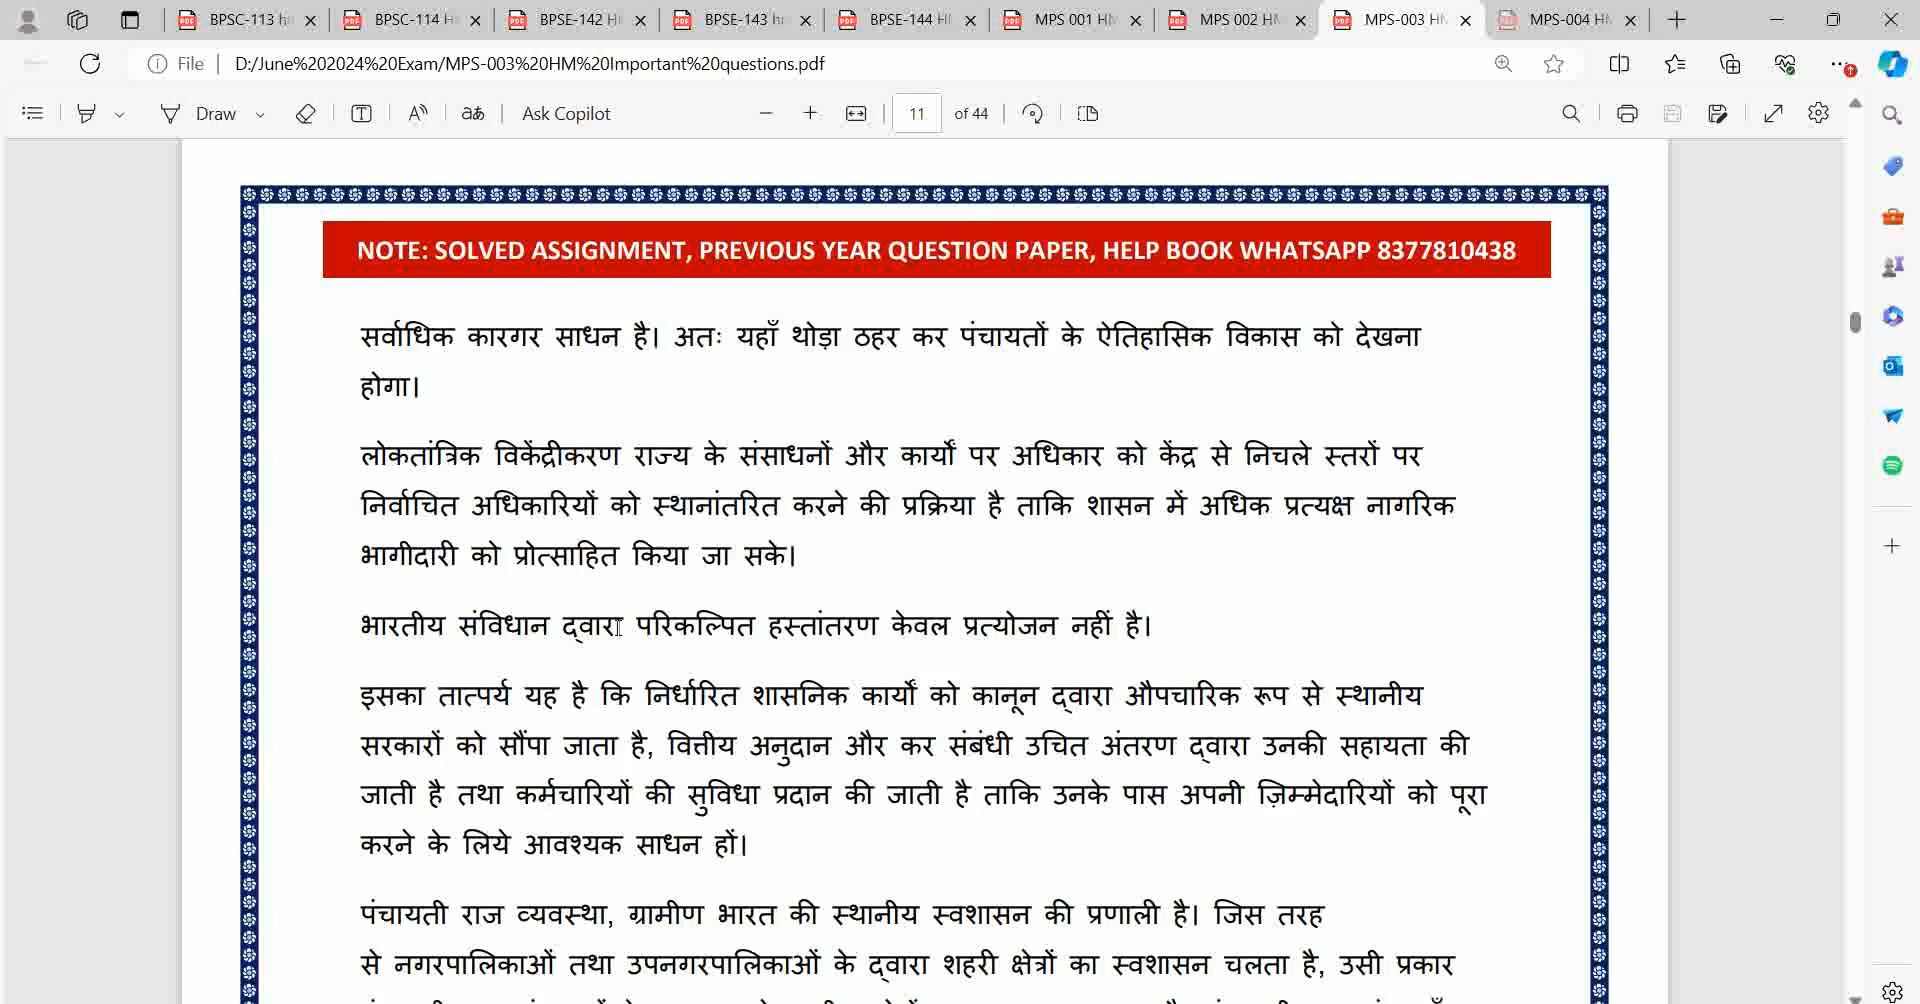 BPSC-113 h
BPSC-114 H
BPSE-142 H
BPSE-143 h
BPSE-144 H
MPS 001 HM
MPS 002 HM
MPS-003 HM
MPS-004 HM
File D:/June%202024%20Exam/MPS-003%20HM%20Important%20questions.pdf
Draw
Ask Copilot
11 of 44
NOTE: SOLVED ASSIGNMENT, PREVIOUS YEAR QUESTION PAPER, HELP BOOK WHATSAPP 8377810438
सर्वाधिक कारगर साधन है। अतः यहाँ थोड़ा ठहर कर पंचायतों के ऐतिहासिक विकास को देखना
होगा।
लोकतांत्रिक विकेंद्रीकरण राज्य के संसाधनों और कार्यों पर अधिकार को केंद्र से निचले स्तरों पर
निर्वाचित अधिकारियों को स्थानांतरित करने की प्रक्रिया है ताकि शासन में अधिक प्रत्यक्ष नागरिक
भागीदारी को प्रोत्साहित किया जा सके।
भारतीय संविधान द्वारा परिकल्पित हस्तांतरण केवल प्रत्योजन नहीं है।
इसका तात्पर्य यह है कि निर्धारित शासनिक कार्यों को कानून द्वारा औपचारिक रूप से स्थानीय
सरकारों को सौंपा जाता है, वित्तीय अनुदान और कर संबंधी उचित अंतरण द्वारा उनकी सहायता की
जाती है तथा कर्मचारियों की सुविधा प्रदान की जाती है ताकि उनके पास अपनी ज़िम्मेदारियों को पूरा
करने के लिये आवश्यक साधन हों।
पंचायती राज व्यवस्था, ग्रामीण भारत की स्थानीय स्वशासन की प्रणाली है। जिस तरह
से नगरपालिकाओं तथा उपनगरपालिकाओं के द्वारा शहरी क्षेत्रों का स्वशासन चलता है, उसी प्रकार